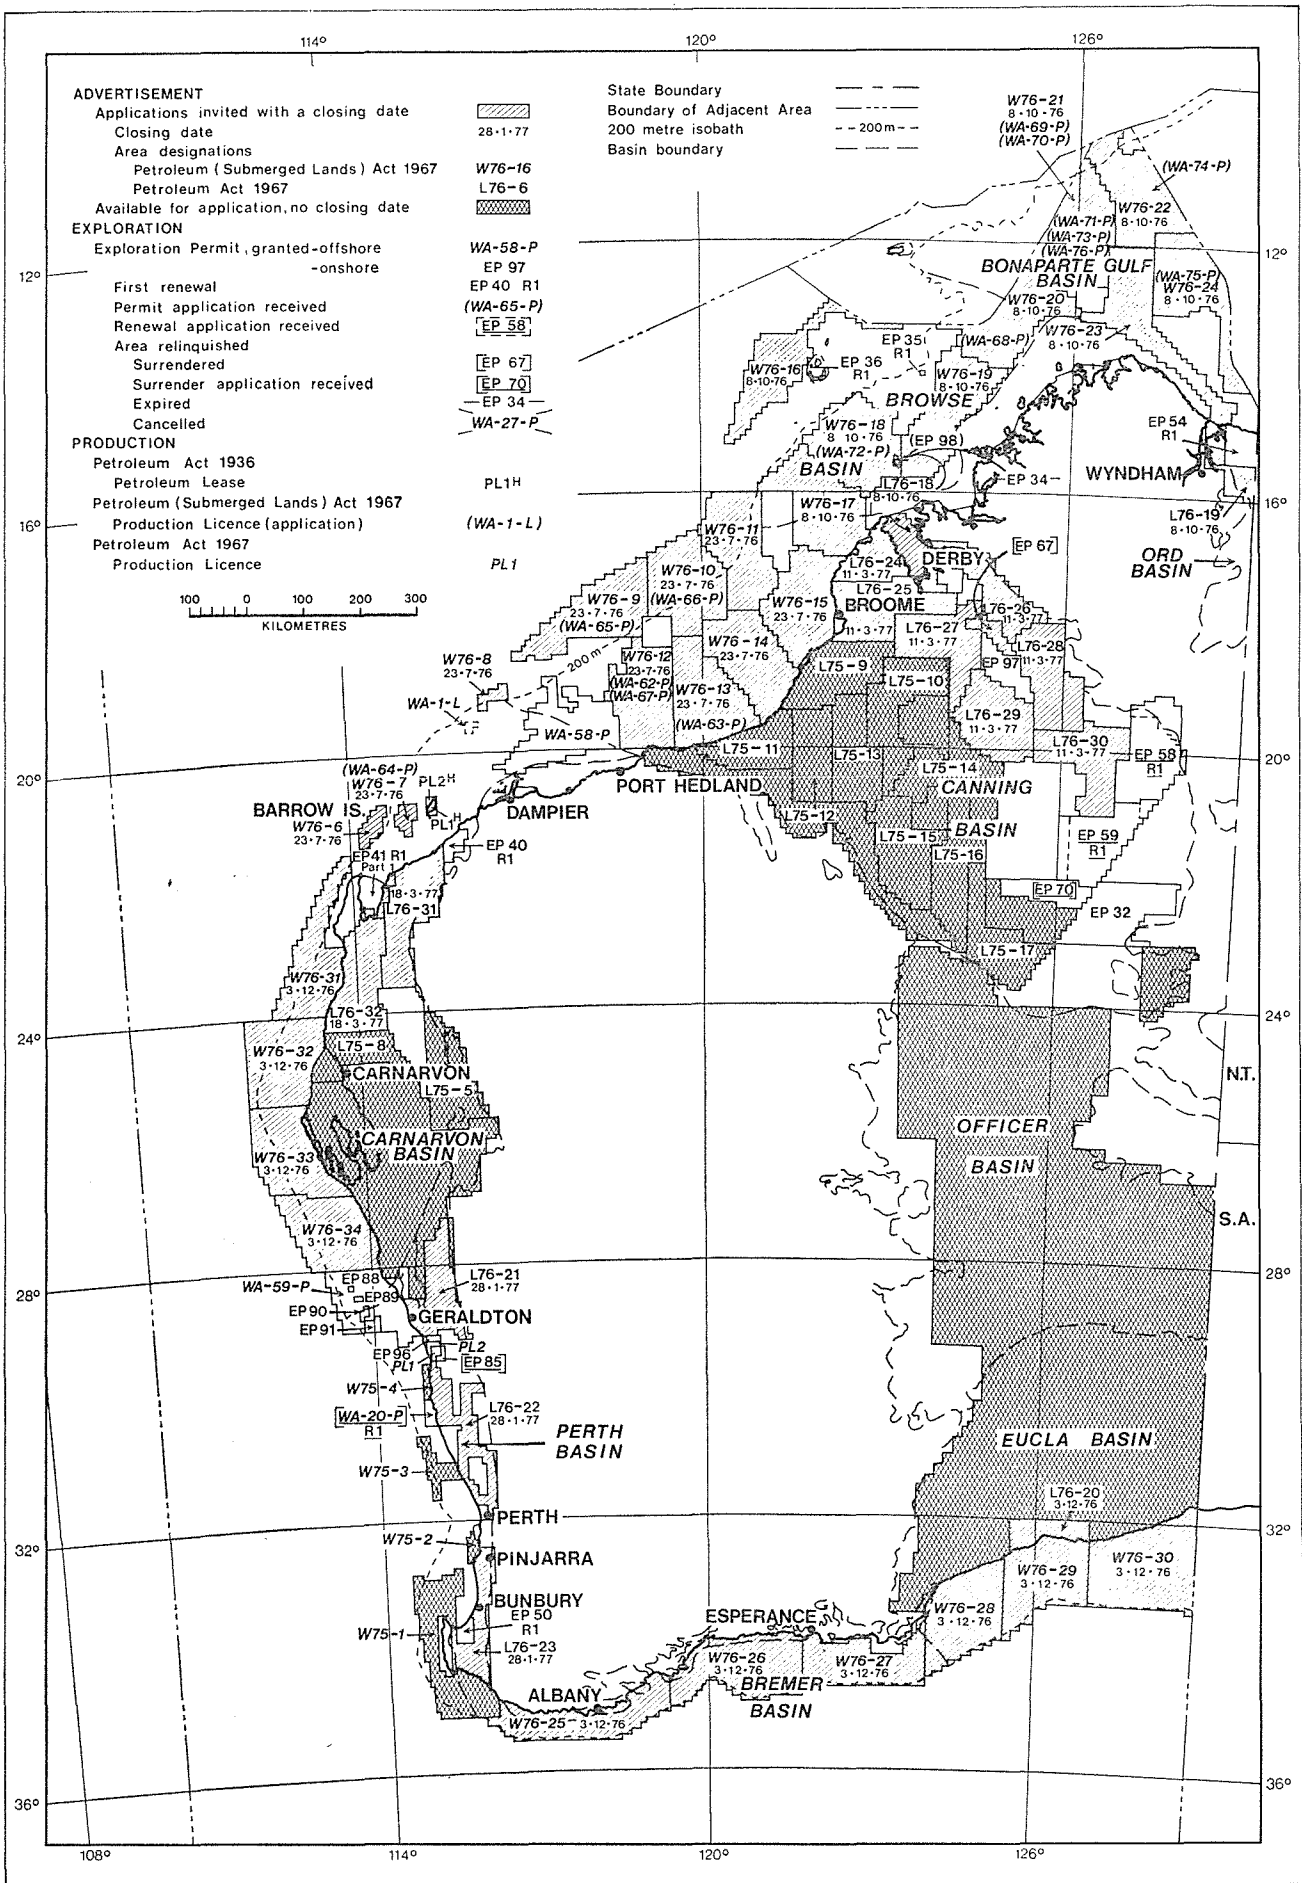 114°
120°
126°
ADVERTISEMENT
Applications invited with a closing date
Closing date 28·1·77
Area designations
Petroleum (Submerged Lands) Act 1967 W76-16
Petroleum Act 1967 L76-6
Available for application, no closing date
EXPLORATION
Exploration Permit, granted-offshore WA-58-P
-onshore EP 97
First renewal EP 40 R1
Permit application received (WA-65-P)
Renewal application received [EP 58]
Area relinquished
Surrendered [EP 67]
Surrender application received [EP 70]
Expired —EP 34—
Cancelled WA-27-P
PRODUCTION
Petroleum Act 1936
Petroleum Lease PL1H
Petroleum (Submerged Lands) Act 1967
Production Licence (application) (WA-1-L)
Petroleum Act 1967
Production Licence PL1
100 0 100 200 300
KILOMETRES
State Boundary
Boundary of Adjacent Area
200 metre isobath --200m--
Basin boundary
W76-21
8·10·76
(WA-69-P)
(WA-70-P)
(WA-74-P)
W76-22
8·10·76
(WA-71-P)
(WA-73-P)
(WA-76-P)
12°
12°
BONAPARTE GULF
BASIN
(WA-75-P)
W76-24
8·10·76
W76-20
8·10·76
W76-23
8·10·76
EP 35
R1
(WA-68-P)
EP 36
R1
W76-16
8·10·76
W76-19
8·10·76
BROWSE
W76-18
8 10·76
(WA-72-P)
(EP 98)
BASIN
EP 54
R1
EP 34—
WYNDHAM
L76-18
8·10·76
W76-17
8·10·76
16°
16°
L76-19
8·10·76
ORD
BASIN
W76-11
23·7·76
[EP 67]
DERBY
L76-24
11·3·77
W76-10
23·7·76
(WA-66-P)
L76-25
BROOME
11·3·77
W76-9
23·7·76
(WA-65-P)
W76-15
23·7·76
L76-26
11·3·77
L76-27
11·3·77
L76-28
11·3·77
W76-14
23·7·76
200m
W76-12
23·7·76
(WA-62-P)
(WA-67-P)
W76-8
23·7·76
L75-9
EP 97
L75-10
W76-13
23·7·76
(WA-63-P)
WA-1-L
L76-29
11·3·77
WA-58-P
L75-11
L75-13
L76-30
11·3·77
EP 58
R1
20°
20°
(WA-64-P)
W76-7
23·7·76
PL2H
L75-14
PORT HEDLAND
CANNING
BARROW IS.
W76-6
23·7·76
PL1H
DAMPIER
L75-12
L75-15
BASIN
EP 40
R1
EP 59
R1
EP41 R1
Part 1
L75-16
18·3·77
L76-31
[EP 70]
EP 32
L75-17
W76-31
3·12·76
L76-32
18·3·77
24°
24°
L75-8
W76-32
3·12·76
CARNARVON
L75-5
N.T.
CARNARVON
BASIN
OFFICER
BASIN
W76-33
3·12·76
S.A.
W76-34
3·12·76
WA-59-P
EP88
L76-21
28·1·77
28°
28°
EP89
EP90
EP91
GERALDTON
EP96
PL2
PL1
[EP85]
W75-4
[WA-20-P]
R1
L76-22
28·1·77
PERTH
BASIN
EUCLA BASIN
W75-3
L76-20
3·12·76
PERTH
W75-2
32°
32°
PINJARRA
W76-30
3·12·76
W76-29
3·12·76
BUNBURY
EP 50
R1
W76-28
3·12·76
ESPERANCE
W75-1
L76-23
28·1·77
W76-26
3·12·76
W76-27
3·12·76
ALBANY
BREMER
BASIN
W76-25 3·12·76
36°
36°
108°
114°
120°
126°